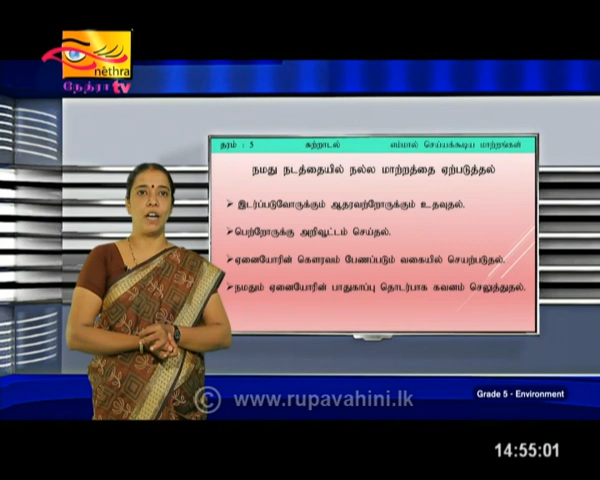 nethra
நேத்ரா tv
தரம் : 5 சுற்றாடல் எம்மால் செய்யக்கூடிய மாற்றங்கள்
நமது நடத்தையில் நல்ல மாற்றத்தை ஏற்படுத்தல்
➢ இடர்ப்படுவோருக்கும் ஆதரவற்றோருக்கும் உதவுதல்.
➢ பெற்றோருக்கு அறிவூட்டம் செய்தல்.
➢ ஏனையோரின் கௌரவம் பேணப்படும் வகையில் செயற்படுதல்.
➢ நமதும் ஏனையோரின் பாதுகாப்பு தொடர்பாக கவனம் செலுத்துதல்.
Grade 5 - Environment
© www.rupavahini.lk
14:55:01